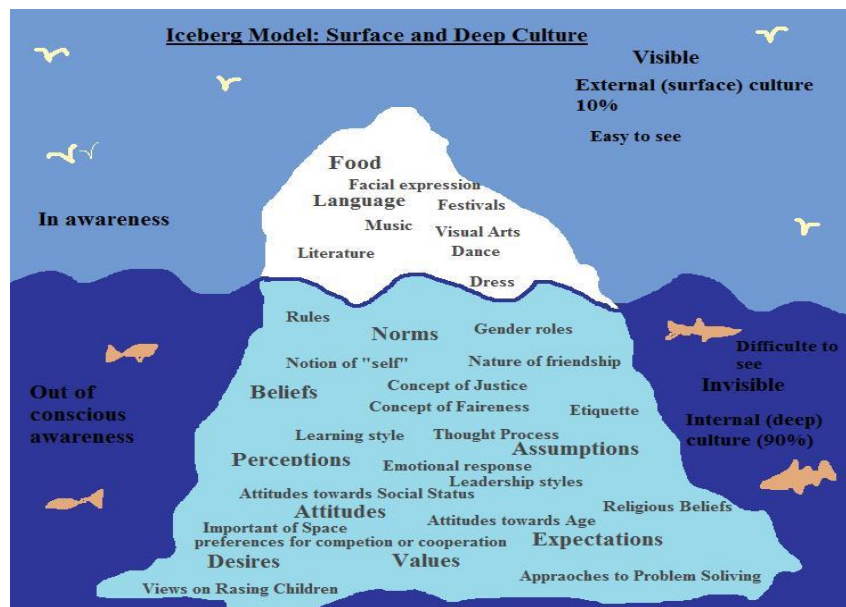 Iceberg Model: Surface and Deep Culture
Visible
External (surface) culture
10%
Easy to see
In awareness
Food
Facial expression
Language
Festivals
Music
Visual Arts
Literature
Dance
Dress
Rules
Norms
Gender roles
Notion of "self"
Nature of friendship
Beliefs
Concept of Justice
Concept of Faireness
Etiquette
Learning style
Thought Process
Assumptions
Perceptions
Emotional response
Leadership styles
Attitudes towards Social Status
Attitudes
Religious Beliefs
Important of Space
Attitudes towards Age
preferences for competion or cooperation
Expectations
Desires
Values
Views on Rasing Children
Appraoches to Problem Soliving
Out of
conscious
awareness
Difficulte to
see
Invisible
Internal (deep)
culture (90%)